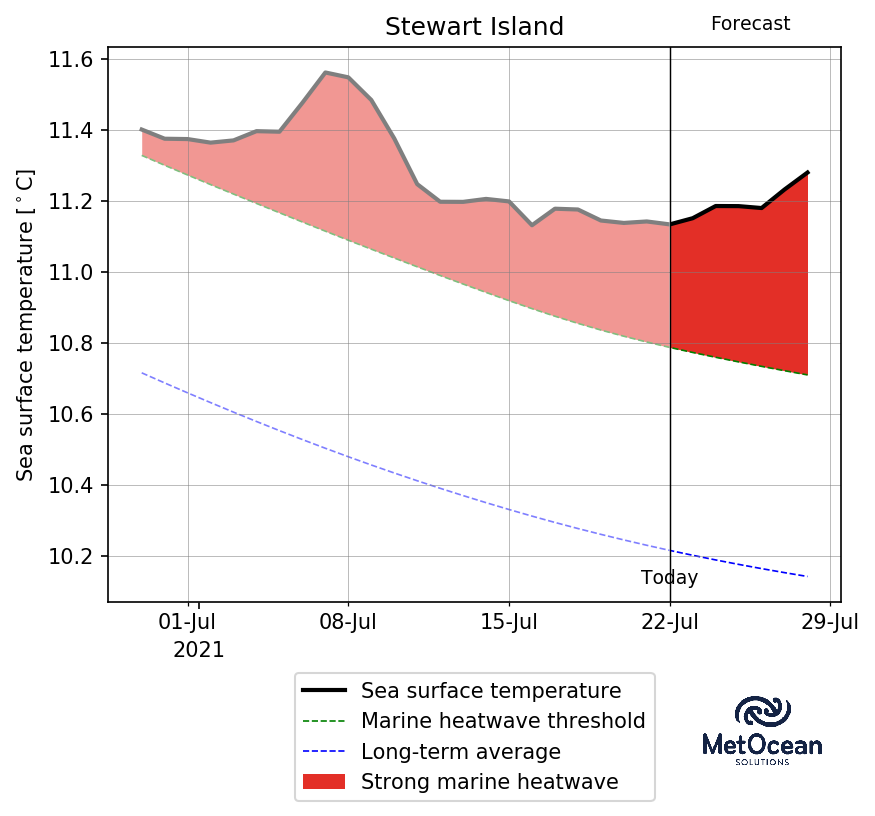 Stewart Island
Forecast
Sea surface temperature [°C]
11.6
11.4
11.2
11.0
10.8
10.6
10.4
10.2
Today
01-Jul
08-Jul
15-Jul
22-Jul
29-Jul
2021
Sea surface temperature
Marine heatwave threshold
Long-term average
Strong marine heatwave
MetOcean
SOLUTIONS